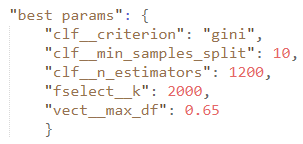 "best params": {
"clf__criterion": "gini",
"clf__min_samples_split": 10,
"clf__n_estimators": 1200,
"fselect__k": 2000,
"vect__max_df": 0.65
}